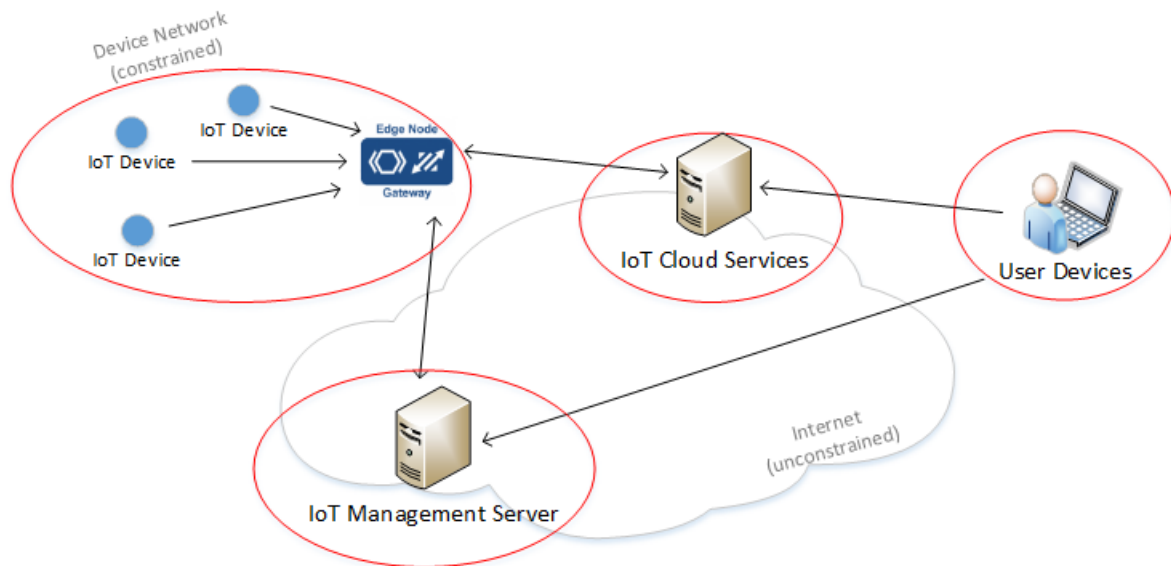 Device Network
(constrained)
IoT Device
IoT Device
IoT Device
Edge Node
Gateway
IoT Cloud Services
User Devices
Internet
(unconstrained)
IoT Management Server